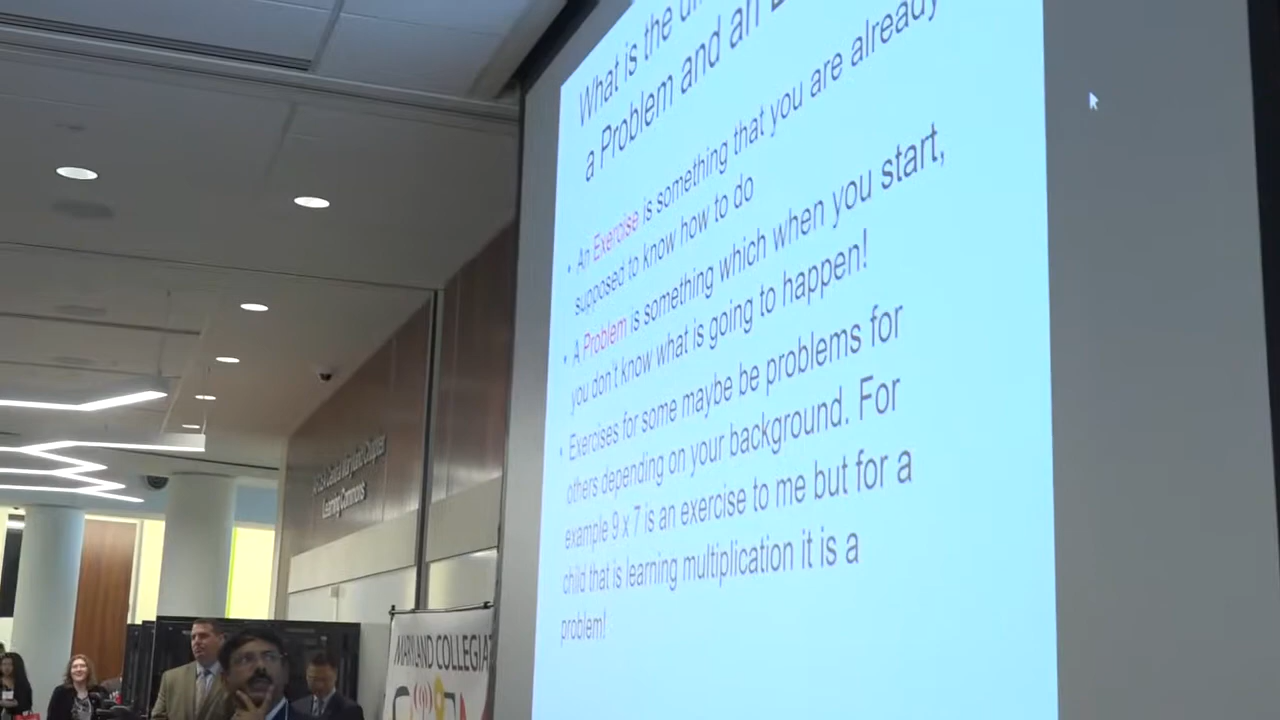 What is the
a Problem and an
• An Exercise is something that you are already
supposed to know how to do
• A Problem is something which when you start,
you don't know what is going to happen!
• Exercises for some maybe be problems for
others depending on your background. For
example 9 x 7 is an exercise to me but for a
child that is learning multiplication it is a
problem!
Learning Commons
MARYLAND COLLEGIA